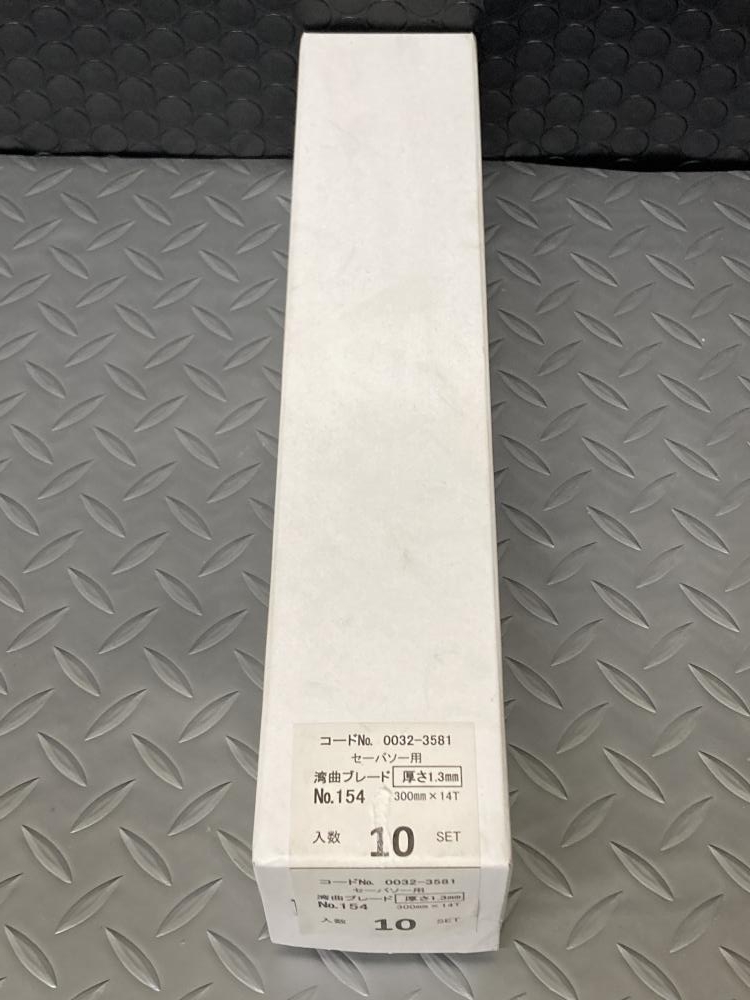 コードNo. 0032-3581
セーバソー用
湾曲ブレード 厚さ1.3mm
No.154 300mm×14T
入数 10 SET
コードNo. 0032-3581
セーバソー用
湾曲ブレード 厚さ1.3mm
No.154 300mm×14T
入数 10 SET